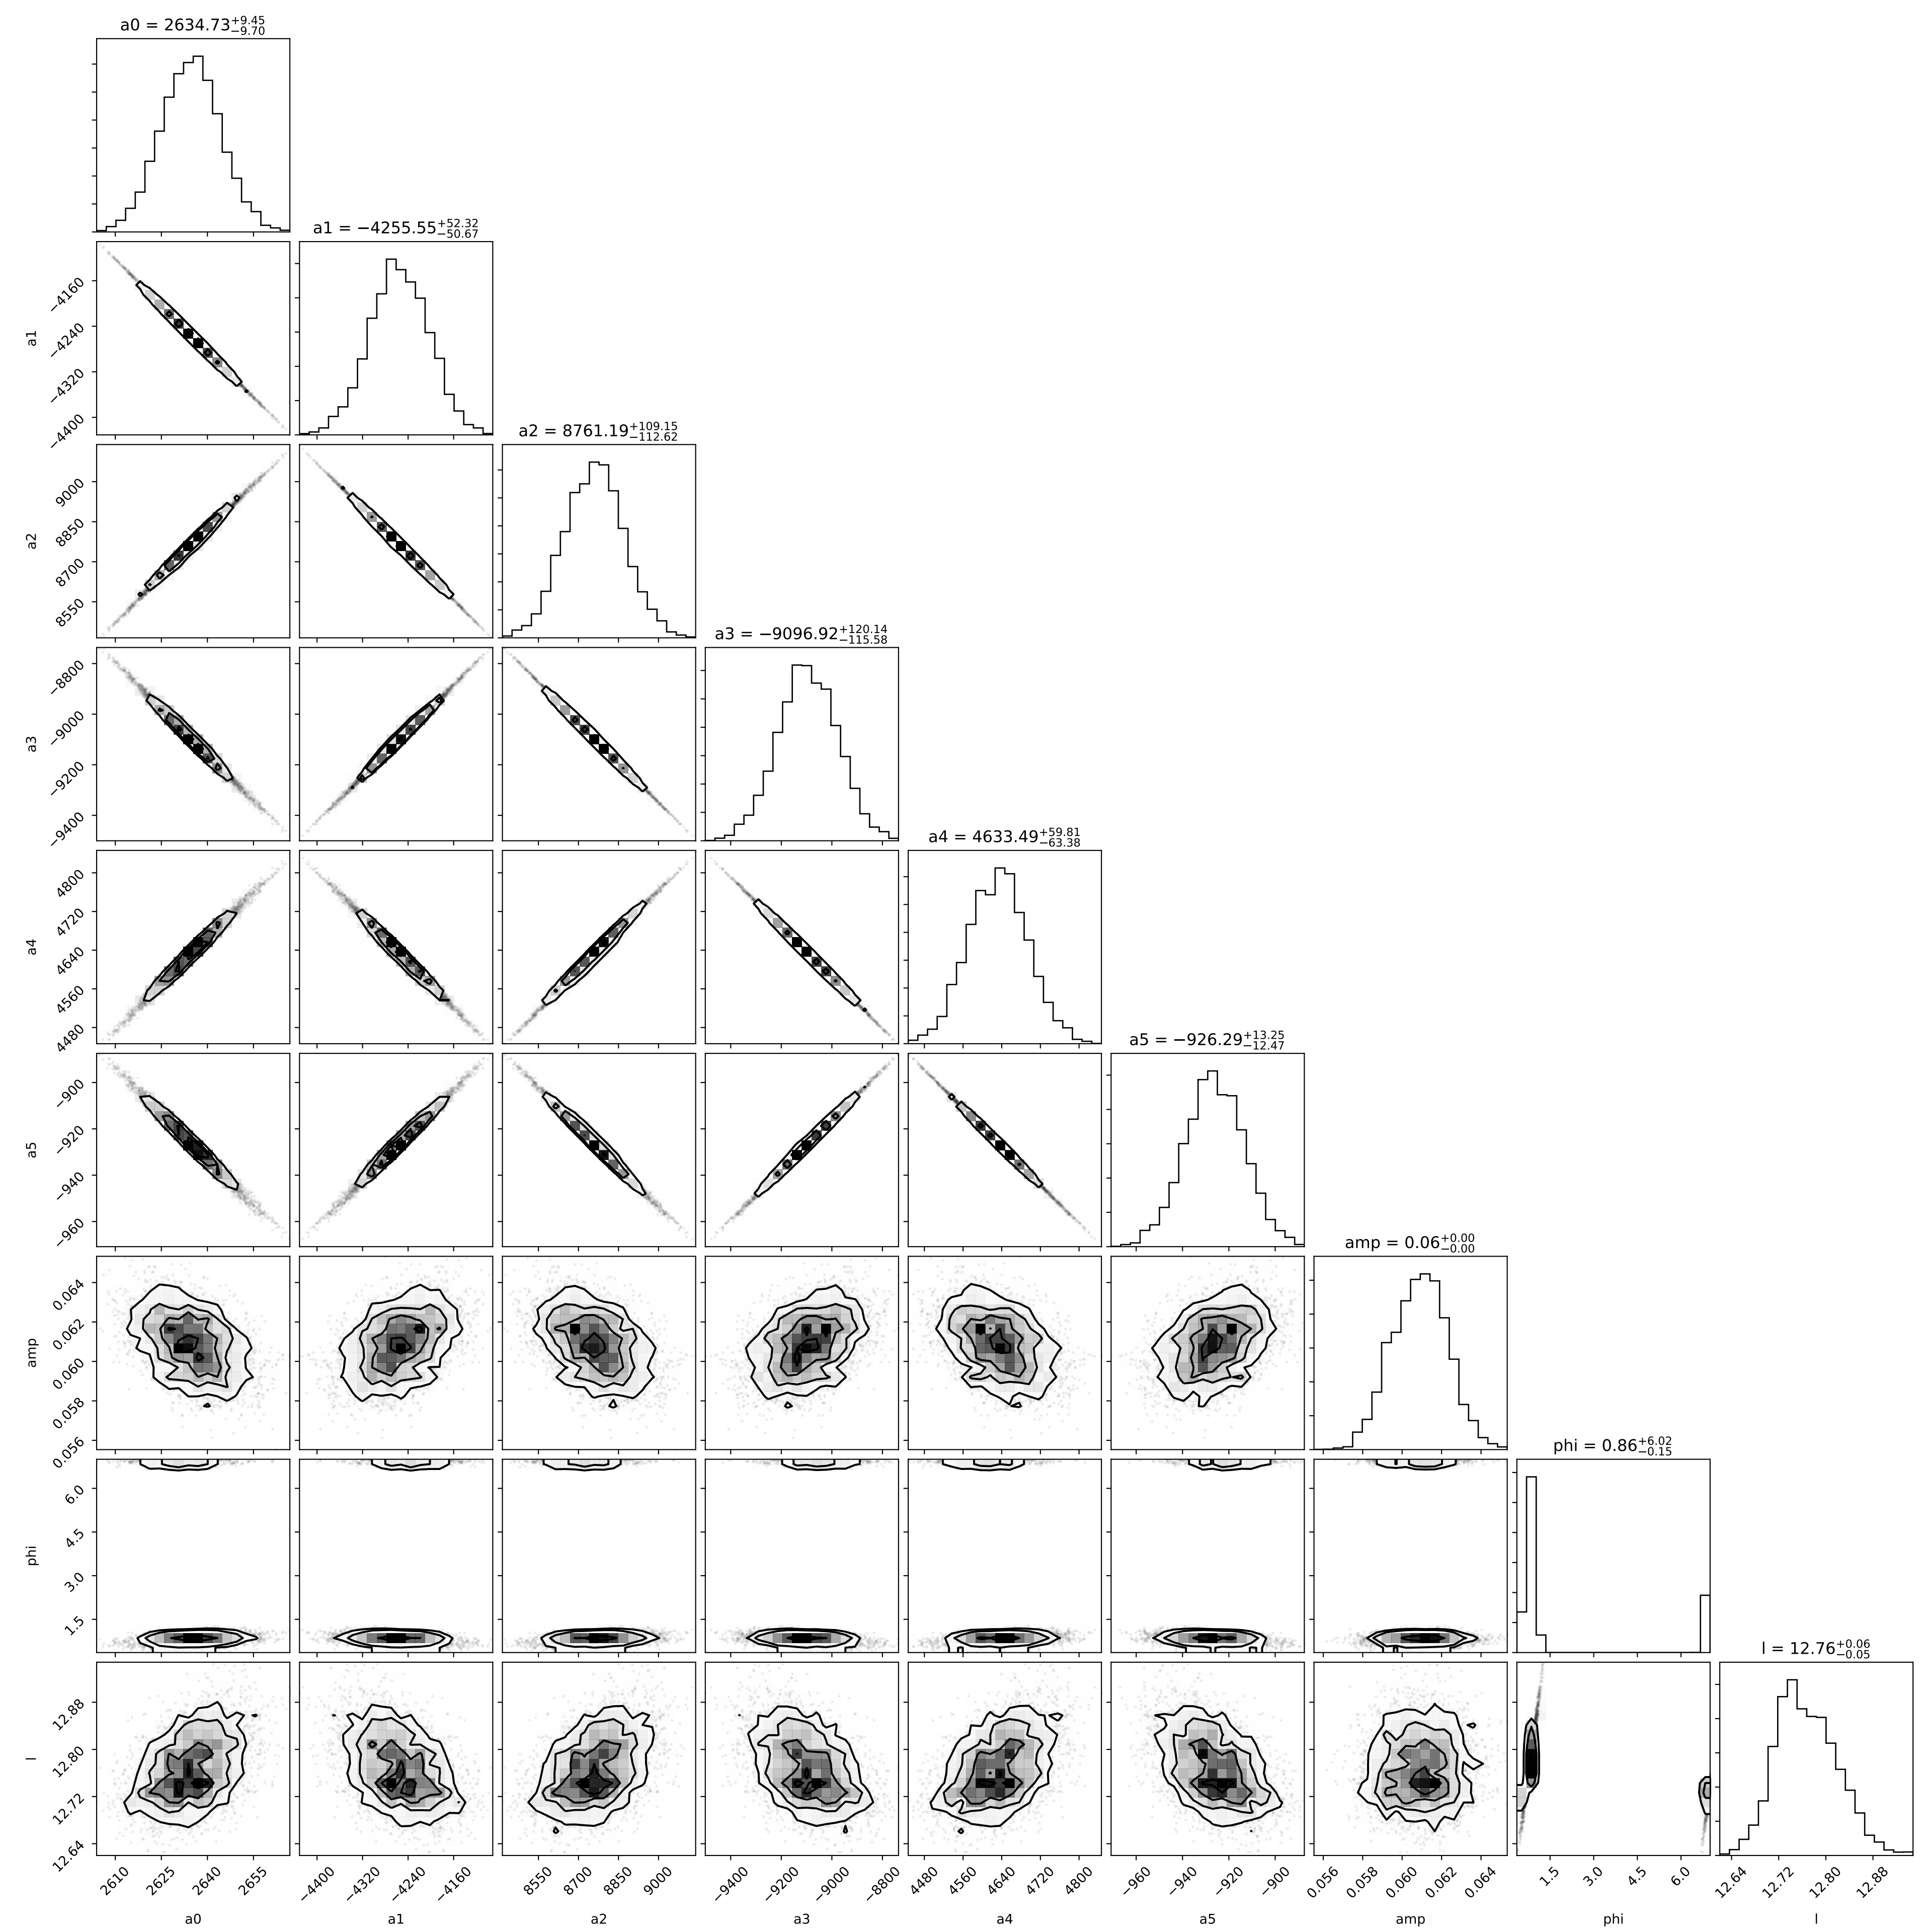 a0 = 2634.73+9.45−9.70
a1 = −4255.55+52.32−50.67
−4160
−4240
−4320
−4400
a1
a2 = 8761.19+109.15−112.62
9000
8850
8700
8550
a2
a3 = −9096.92+120.14−115.58
−8800
−9000
−9200
−9400
a3
a4 = 4633.49+59.81−63.38
4800
4720
4640
4560
4480
a4
a5 = −926.29+13.25−12.47
−900
−920
−940
−960
a5
amp = 0.06+0.00−0.00
0.064
0.062
0.060
0.058
0.056
amp
phi = 0.86+6.02−0.15
6.0
4.5
3.0
1.5
phi
l = 12.76+0.06−0.05
12.88
12.80
12.72
12.64
l
2610 2625 2640 2655 −4400 −4320 −4240 −4160 8550 8700 8850 9000 −9400 −9200 −9000 −8800 4480 4560 4640 4720 4800 −960 −940 −920 −900 0.056 0.058 0.060 0.062 0.064 1.5 3.0 4.5 6.0 12.64 12.72 12.80 12.88
a0 a1 a2 a3 a4 a5 amp phi l